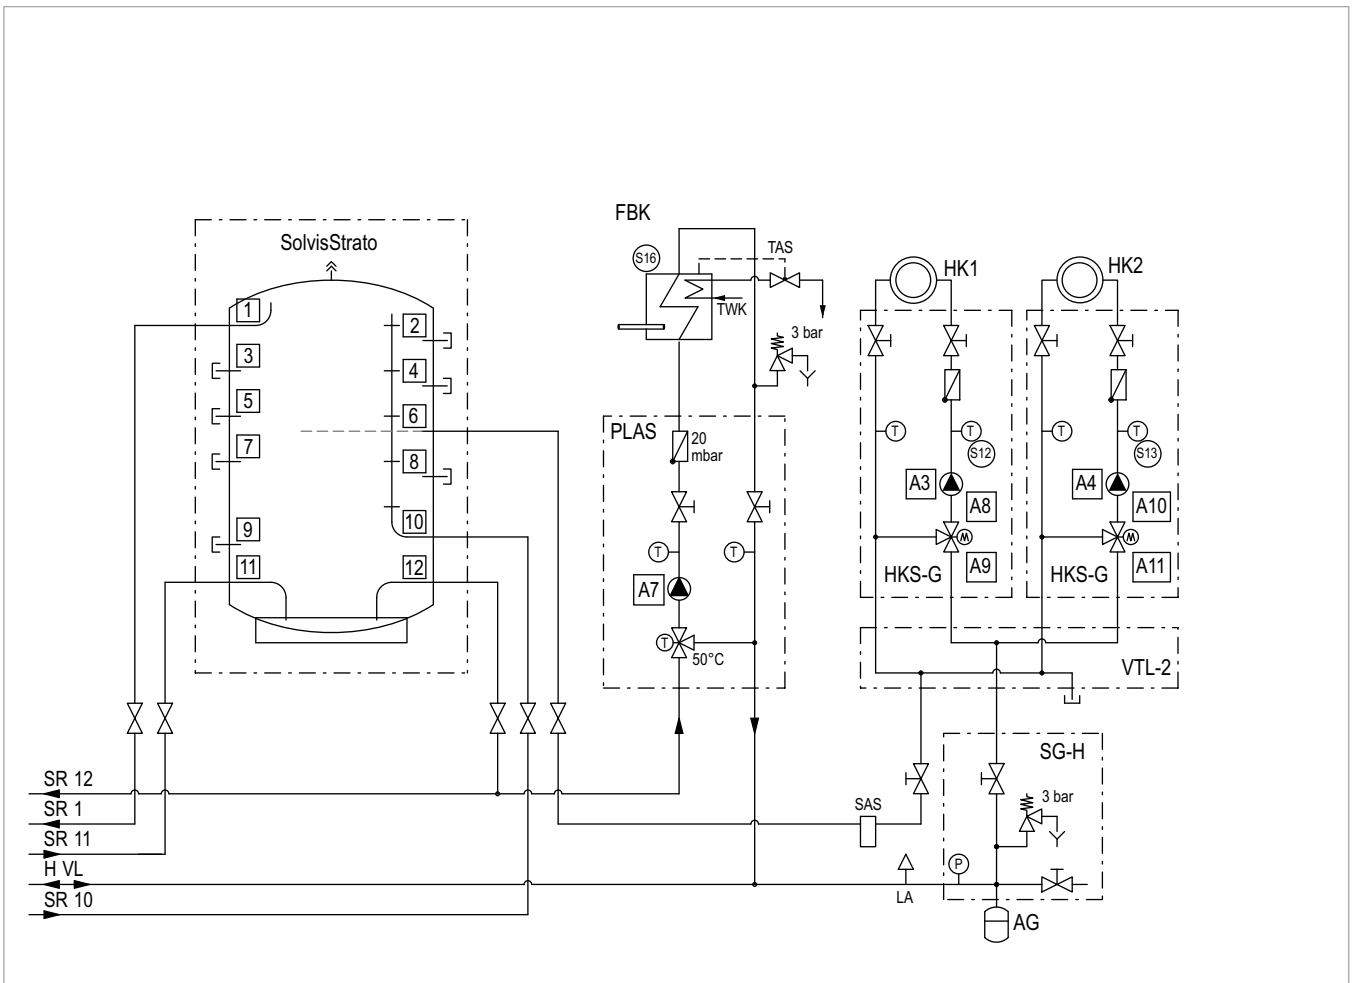 FBK
SolvisStrato
S16
TAS
TWK
3 bar
HK1
HK2
1
2
3
4
5
6
7
8
9
10
11
12
PLAS
20
mbar
T
T
A7
T
50°C
T
T
S12
A3
A8
M
HKS-G
A9
T
T
S13
A4
A10
M
HKS-G
A11
VTL-2
SG-H
3 bar
SAS
P
LA
AG
SR 12
SR 1
SR 11
H VL
SR 10